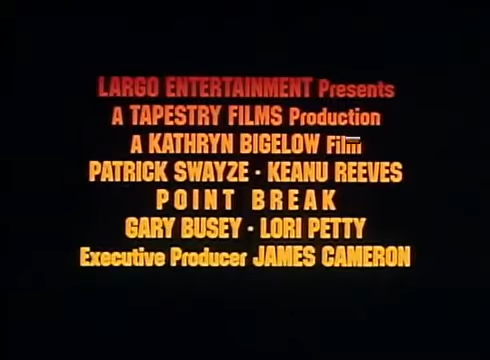 LARGO ENTERTAINMENT Presents
A TAPESTRY FILMS Production
A KATHRYN BIGELOW Film
PATRICK SWAYZE · KEANU REEVES
POINT BREAK
GARY BUSEY · LORI PETTY
Executive Producer JAMES CAMERON